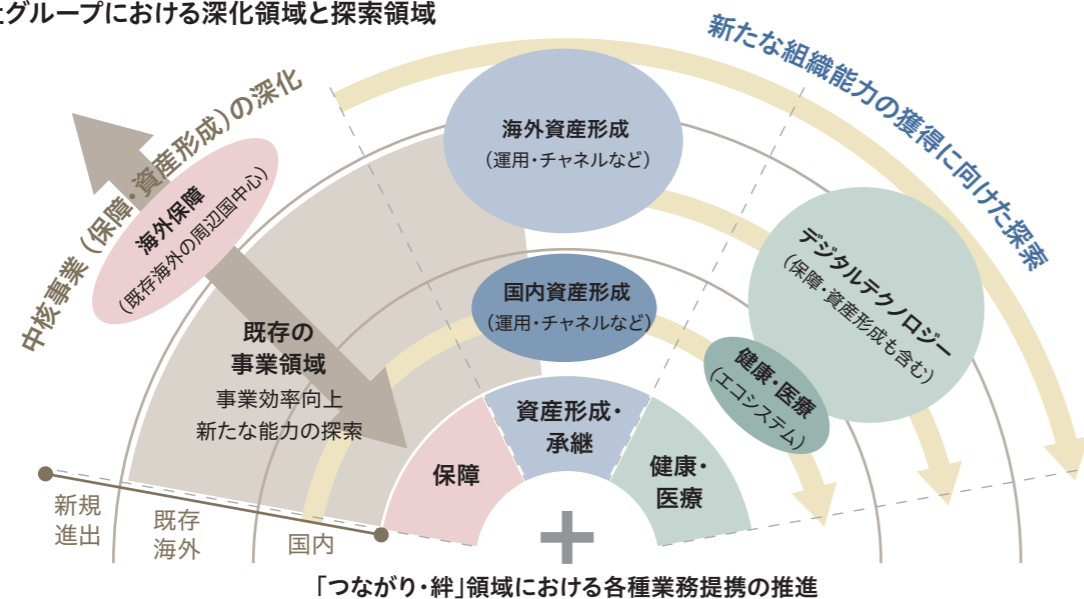 グループにおける深化領域と探索領域
中核事業(保障・資産形成)の深化
新たな組織能力の獲得に向けた探索
海外資産形成
(運用・チャネルなど)
海外保障
(既存海外の周辺国中心)
デジタルテクノロジー
(保障・資産形成も含む)
国内資産形成
(運用・チャネルなど)
既存の
事業領域
事業効率向上
新たな能力の探索
健康・医療
(エコシステム)
資産形成・
承継
保障
健康・
医療
新規
進出
既存
海外
国内
+
「つながり・絆」領域における各種業務提携の推進